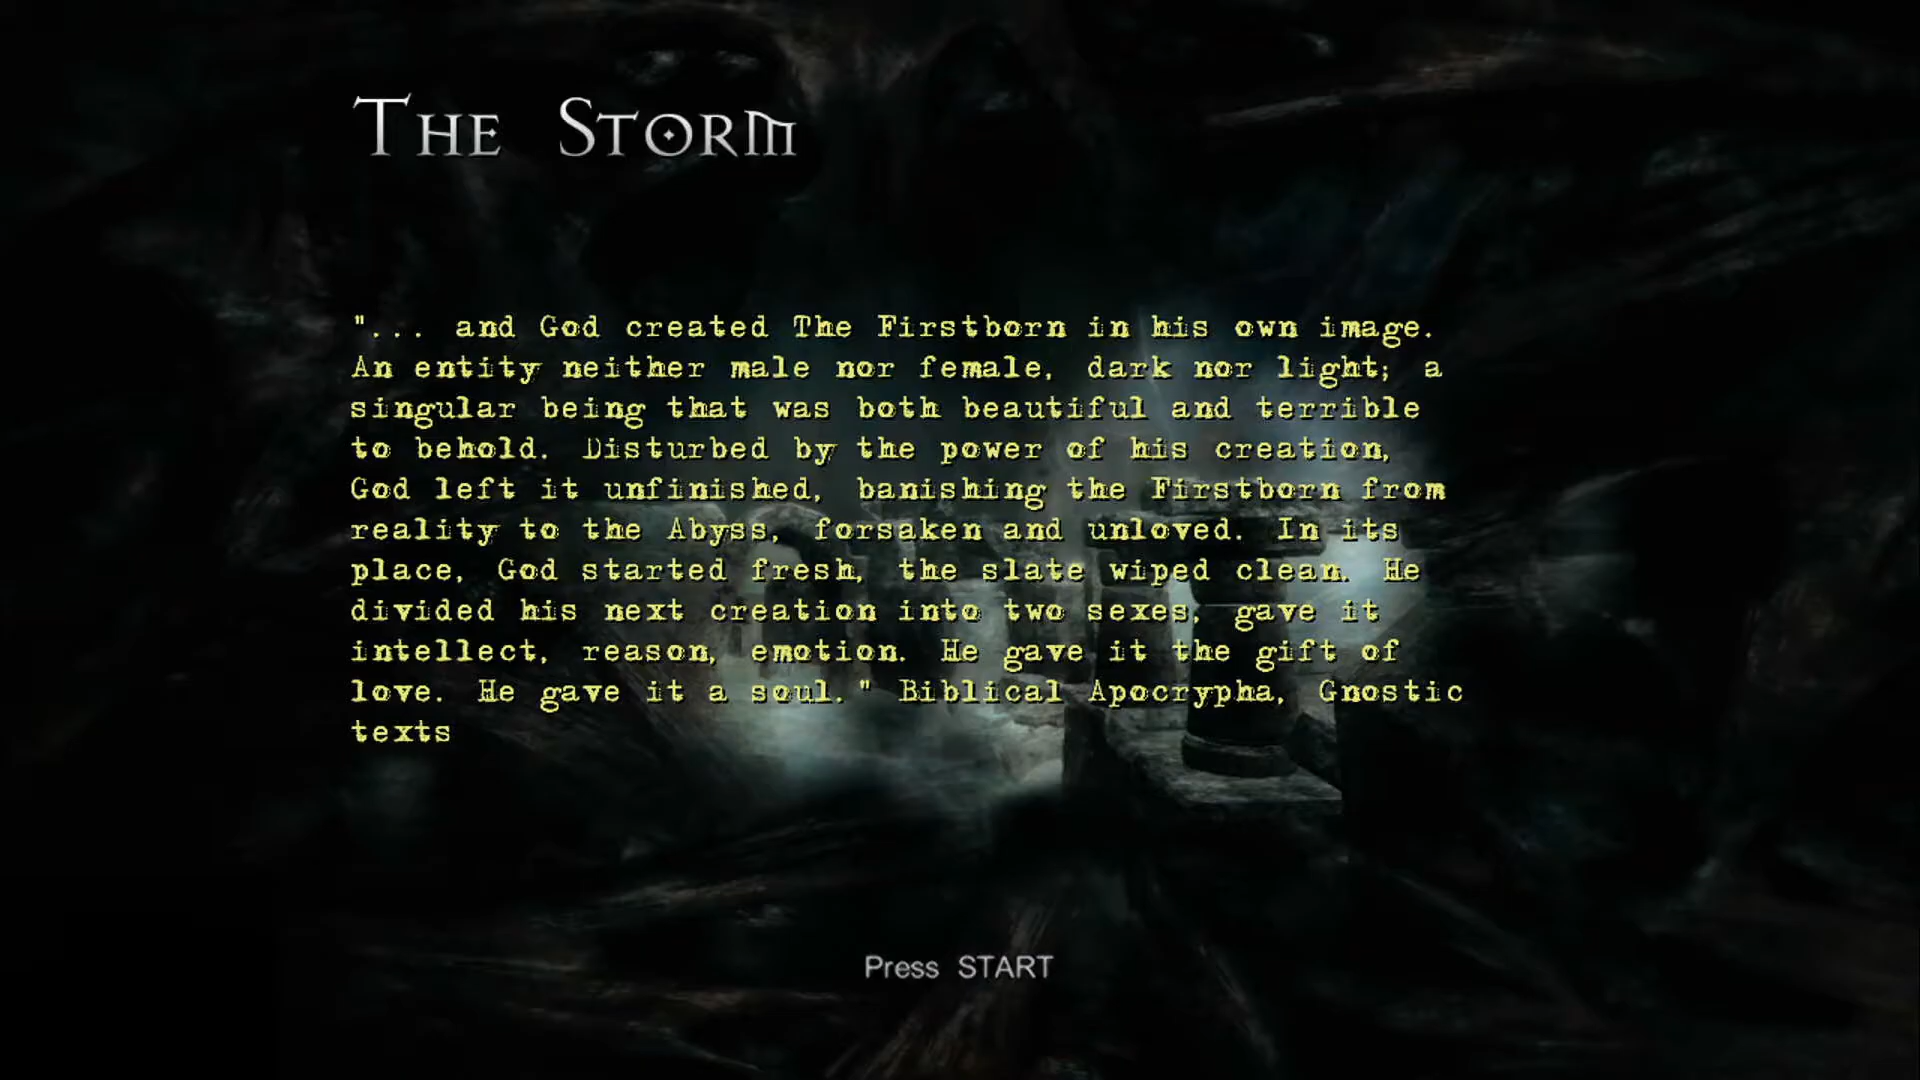 The Storm
"... and God created The Firstborn in his own image.
An entity neither male nor female, dark nor light; a
singular being that was both beautiful and terrible
to behold. Disturbed by the power of his creation,
God left it unfinished, banishing the Firstborn from
reality to the Abyss, forsaken and unloved. In its
place, God started fresh, the slate wiped clean. He
divided his next creation into two sexes, gave it
intellect, reason, emotion. He gave it the gift of
love. He gave it a soul." Biblical Apocrypha, Gnostic
texts
Press START